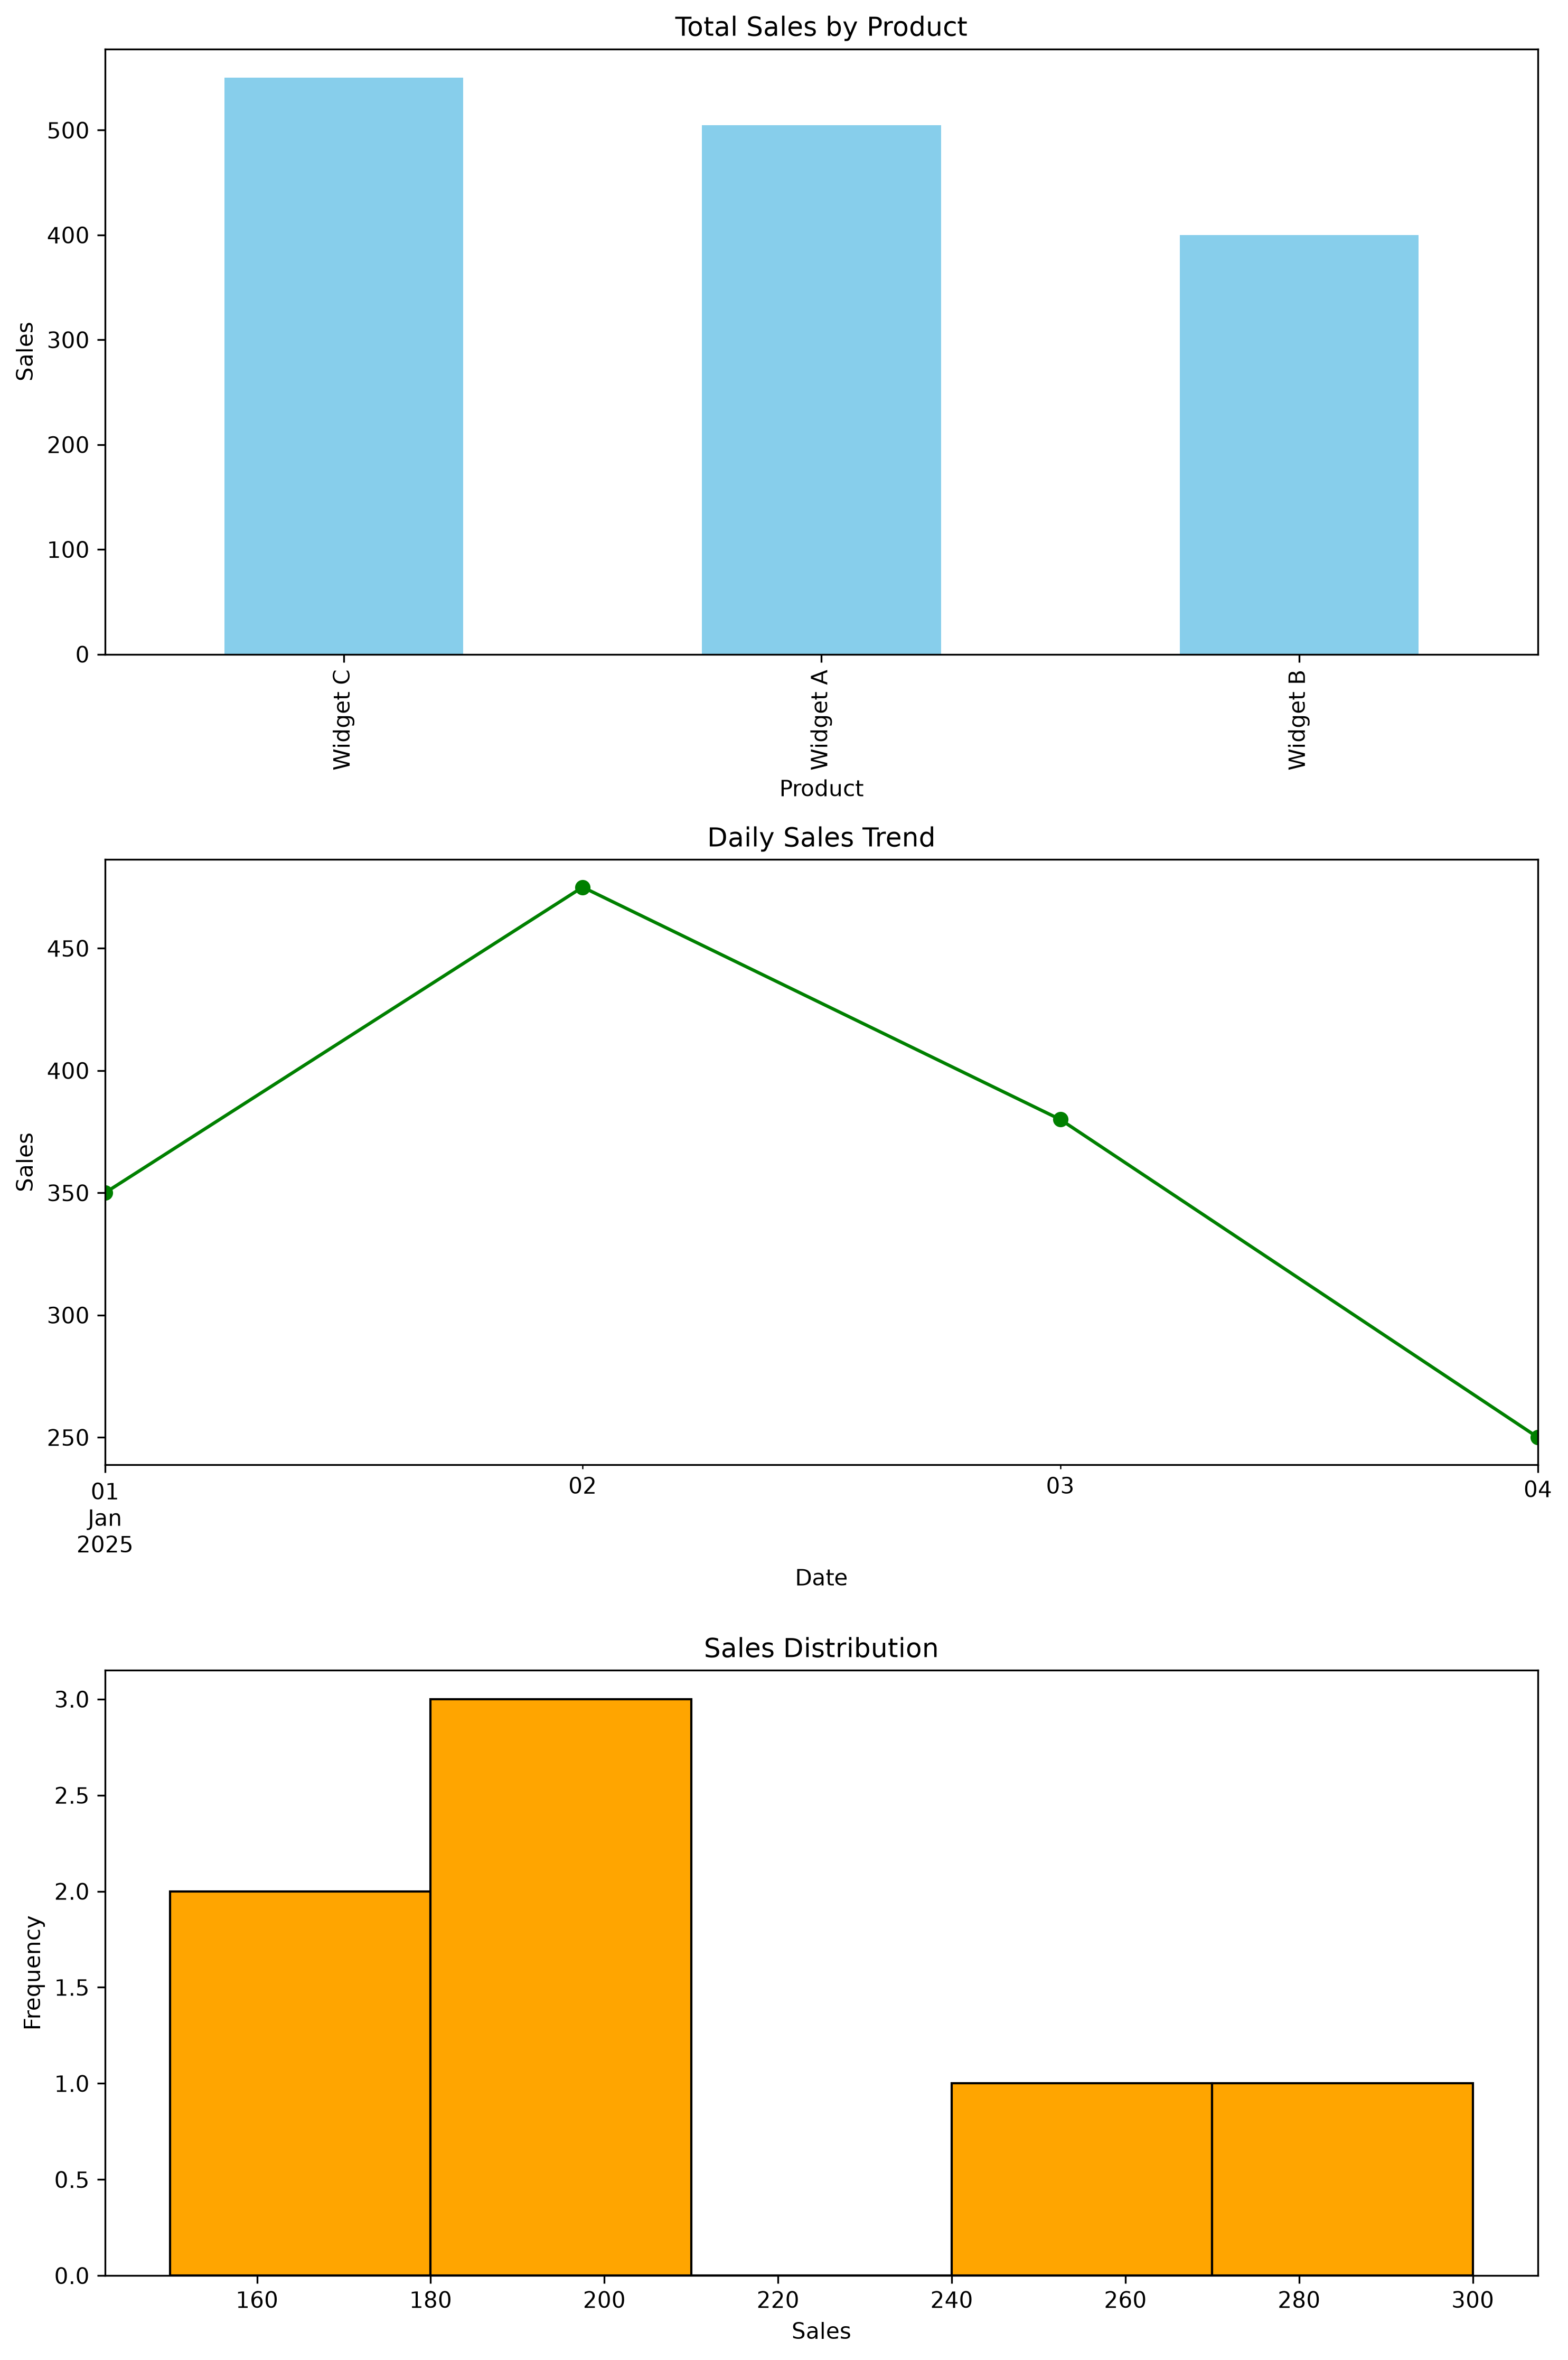 Total Sales by Product
500
400
300
200
100
0
Sales
Widget C
Widget A
Widget B
Product
Daily Sales Trend
450
400
350
300
250
Sales
01
Jan
2025
02
03
04
Date
Sales Distribution
3.0
2.5
2.0
1.5
1.0
0.5
0.0
Frequency
160 180 200 220 240 260 280 300
Sales